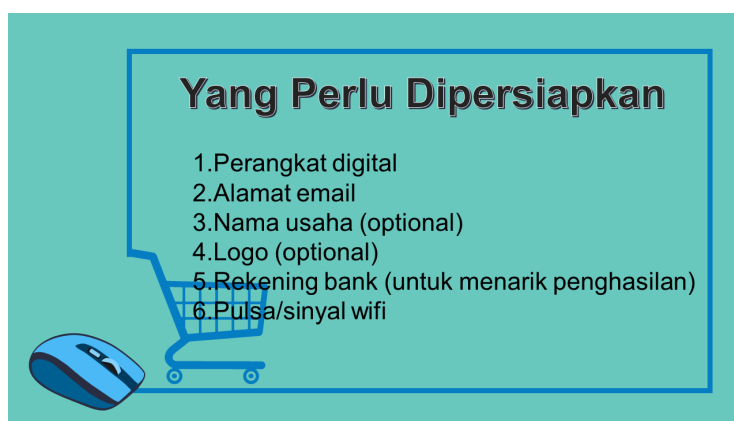 Yang Perlu Dipersiapkan
1.Perangkat digital
2.Alamat email
3.Nama usaha (optional)
4.Logo (optional)
5.Rekening bank (untuk menarik penghasilan)
6.Pulsa/sinyal wifi